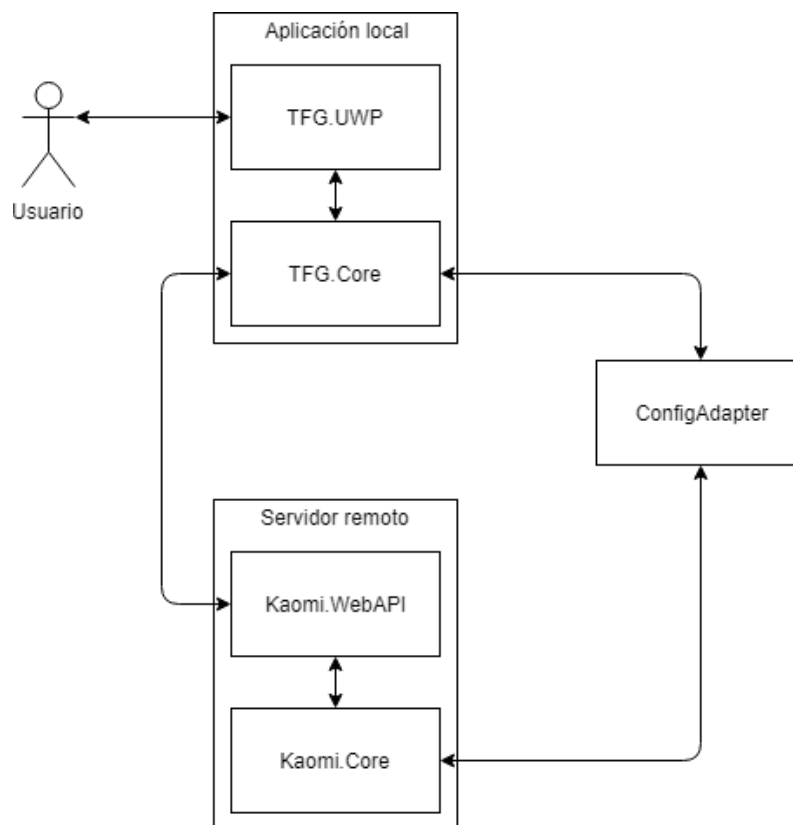 Aplicación local
TFG.UWP
Usuario
TFG.Core
ConfigAdapter
Servidor remoto
Kaomi.WebAPI
Kaomi.Core